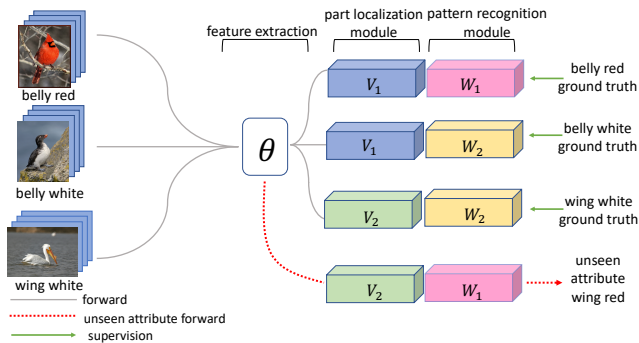 feature extraction
part localization
module
pattern recognition
module
belly red
belly white
wing white
θ
V₁
W₁
V₁
W₂
V₂
W₂
V₂
W₁
belly red
ground truth
belly white
ground truth
wing white
ground truth
unseen
attribute
wing red
forward
unseen attribute forward
supervision